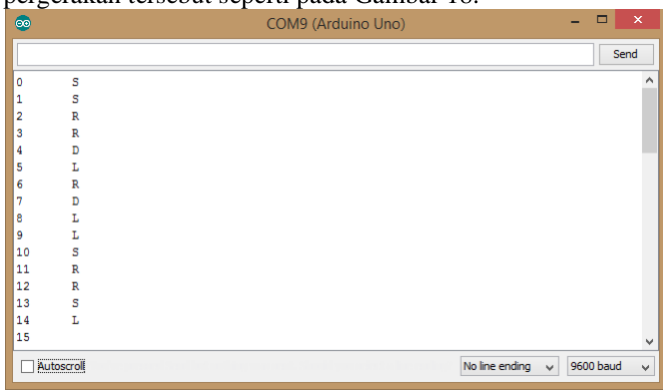 pergerakan tersebut seperti pada Gambar 18.
COM9 (Arduino Uno)
Send
0 S
1 S
2 R
3 R
4 D
5 L
6 R
7 D
8 L
9 L
10 S
11 R
12 R
13 S
14 L
15
Autoscroll No line ending 9600 baud